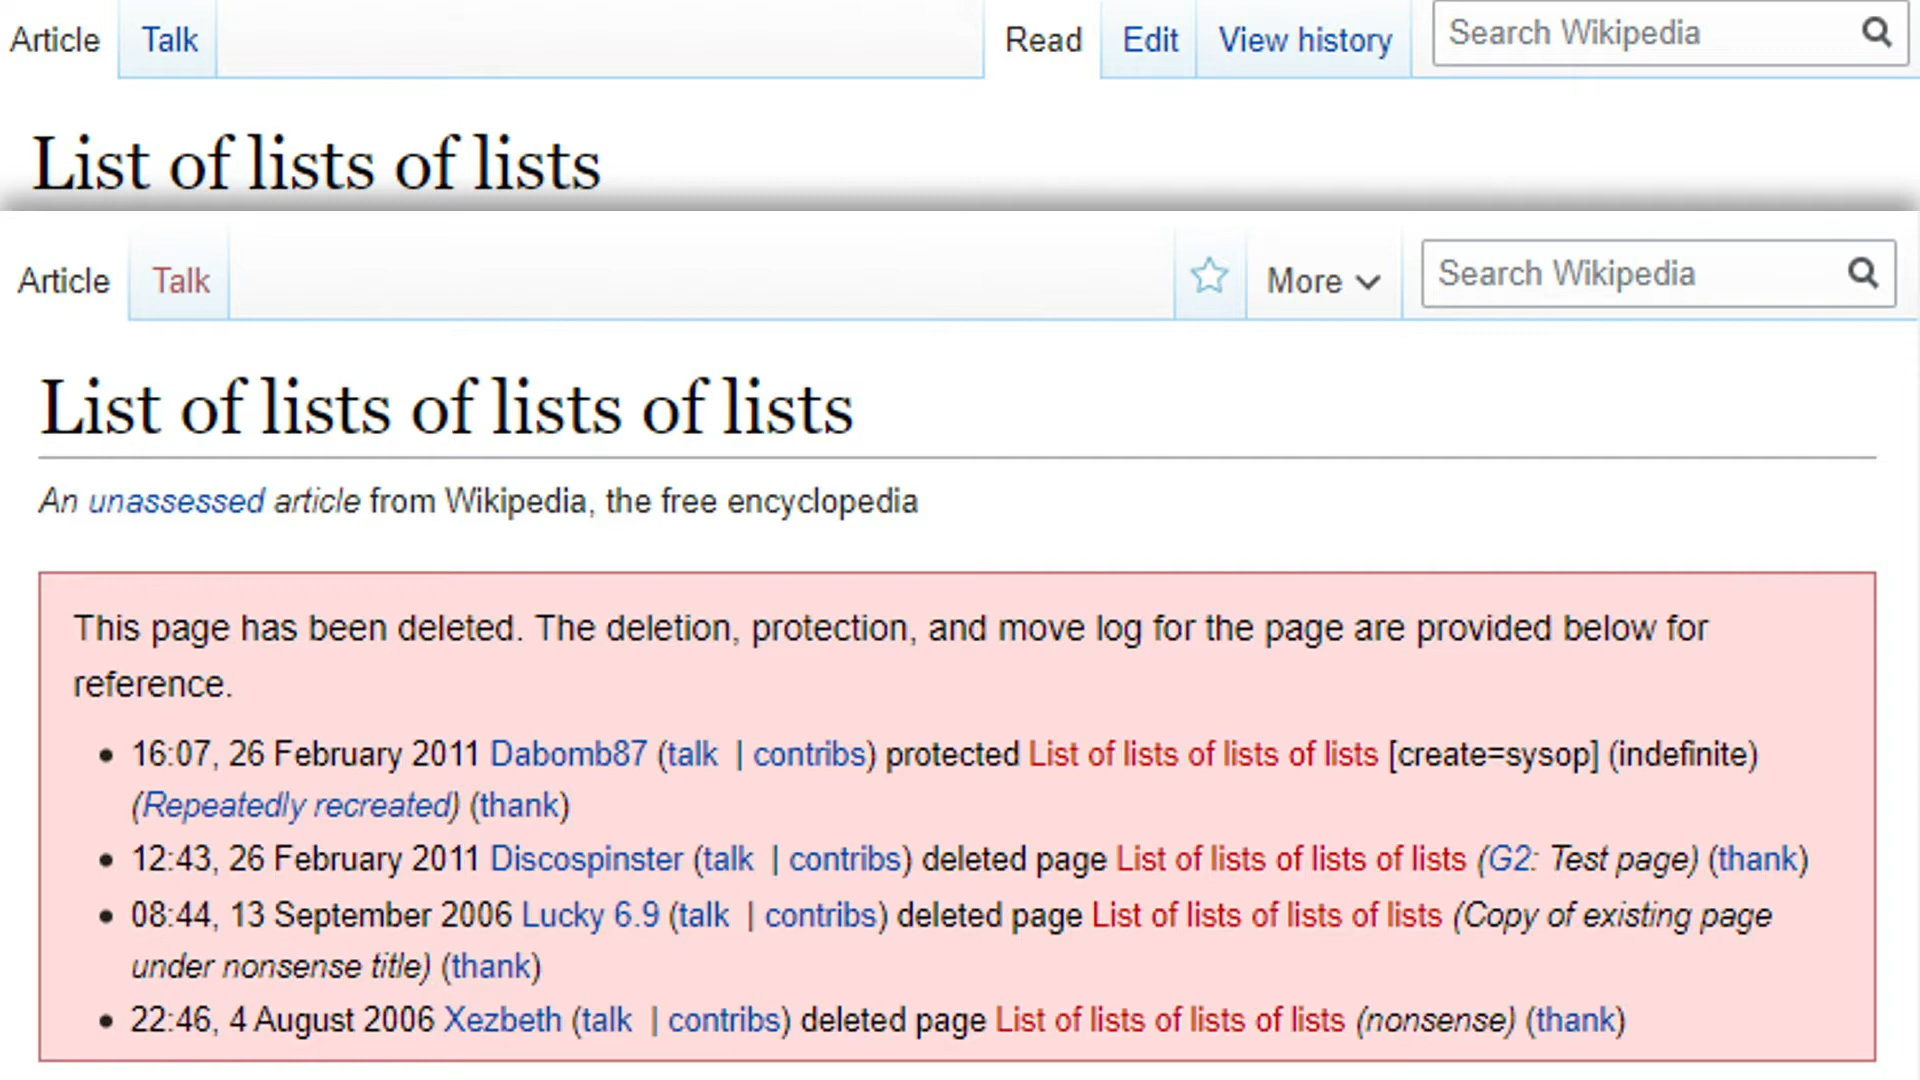 Article Talk Read Edit View history Search Wikipedia
List of lists of lists
Article Talk More Search Wikipedia
List of lists of lists of lists
An unassessed article from Wikipedia, the free encyclopedia
This page has been deleted. The deletion, protection, and move log for the page are provided below for
reference.
• 16:07, 26 February 2011 Dabomb87 (talk | contribs) protected List of lists of lists of lists [create=sysop] (indefinite)
(Repeatedly recreated) (thank)
• 12:43, 26 February 2011 Discospinster (talk | contribs) deleted page List of lists of lists of lists (G2: Test page) (thank)
• 08:44, 13 September 2006 Lucky 6.9 (talk | contribs) deleted page List of lists of lists of lists (Copy of existing page
under nonsense title) (thank)
• 22:46, 4 August 2006 Xezbeth (talk | contribs) deleted page List of lists of lists of lists (nonsense) (thank)